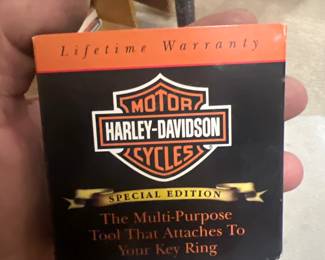 Lifetime Warranty
MOTOR
HARLEY-DAVIDSON
CYCLES
SPECIAL EDITION
The Multi-Purpose
Tool That Attaches To
Your Key Ring